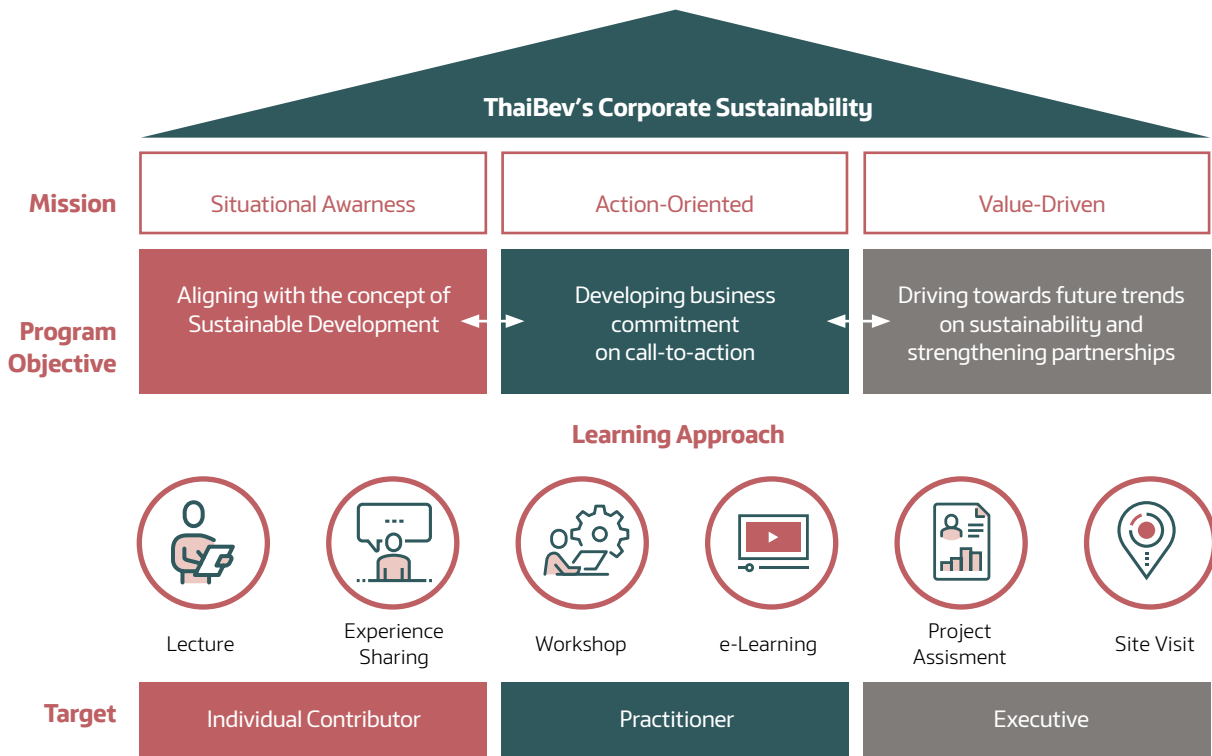 ThaiBev's Corporate Sustainability
Mission
Situational Awarness
Action-Oriented
Value-Driven
Program
Objective
Aligning with the concept of
Sustainable Development
Developing business
commitment
on call-to-action
Driving towards future trends
on sustainability and
strengthening partnerships
Learning Approach
Lecture
Experience
Sharing
Workshop
e-Learning
Project
Assisment
Site Visit
Target
Individual Contributor
Practitioner
Executive